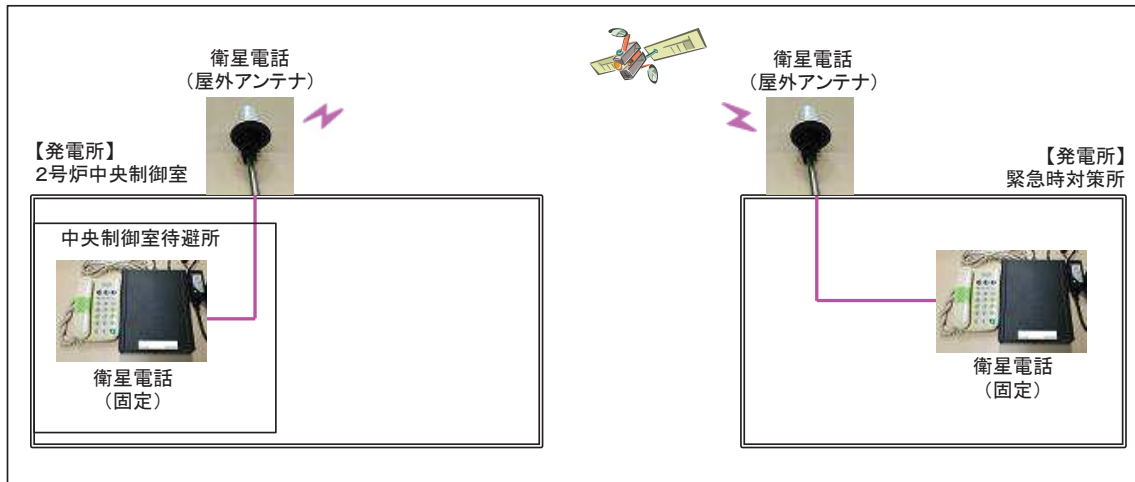 衛星電話
（屋外アンテナ）
衛星電話
（屋外アンテナ）
【発電所】
2号炉中央制御室
【発電所】
緊急時対策所
中央制御室待避所
衛星電話
（固定）
衛星電話
（固定）